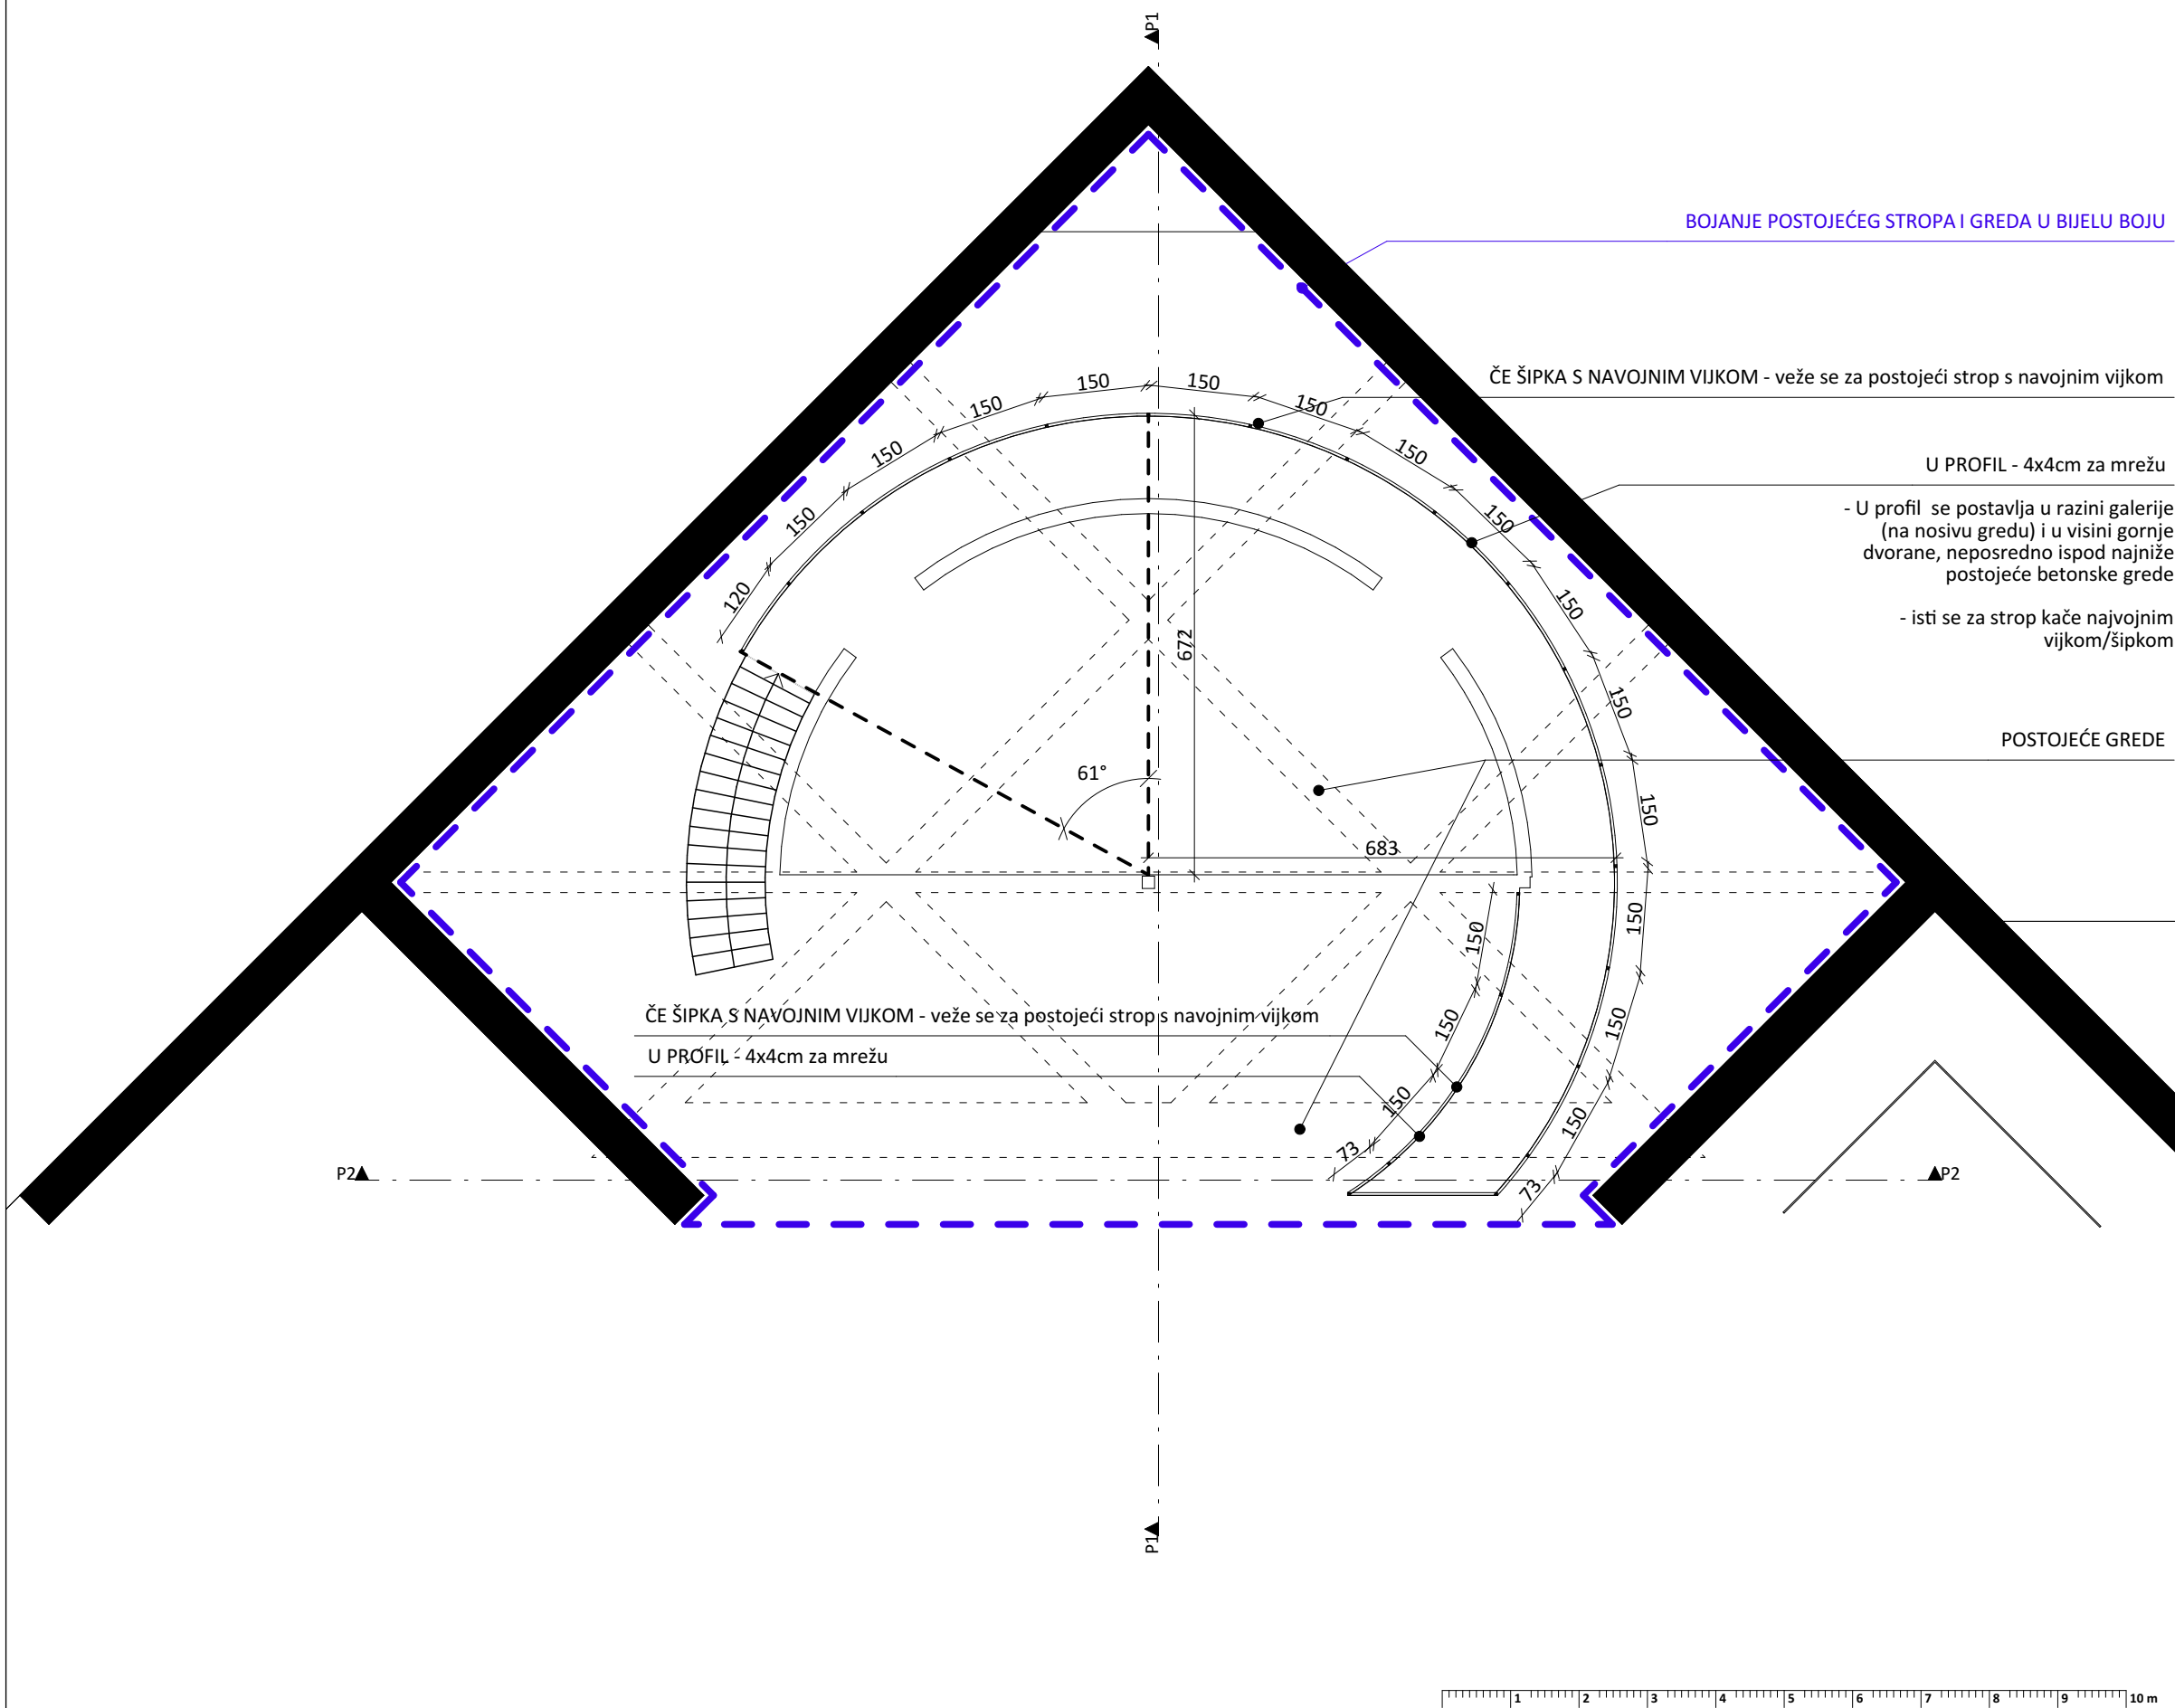 P1
BOJANJE POSTOJEĆEG STROPA I GREDA U BIJELU BOJU
ČE ŠIPKA S NAVOJNIM VIJKOM - veže se za postojeći strop s navojnim vijkom
150
150
150
150
150
150
150
150
120
150
150
150
150
150
150
150
73
U PROFIL - 4x4cm za mrežu
- U profil se postavlja u razini galerije
(na nosivu gredu) i u visini gornje
dvorane, neposredno ispod najniže
postojeće betonske grede
- isti se za strop kače najvojnim
vijkom/šipkom
672
POSTOJEĆE GREDE
61°
683
150
150
150
73
ČE ŠIPKA S NAVOJNIM VIJKOM - veže se za postojeći strop s navojnim vijkom
U PROFIL - 4x4cm za mrežu
P2
P2
P1
1 2 3 4 5 6 7 8 9 10 m